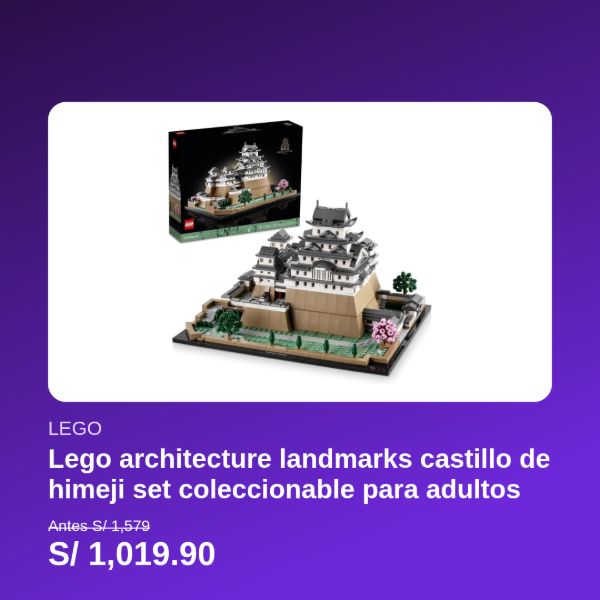 LEGO
Lego architecture landmarks castillo de
himeji set coleccionable para adultos
Antes S/ 1,579
S/ 1,019.90